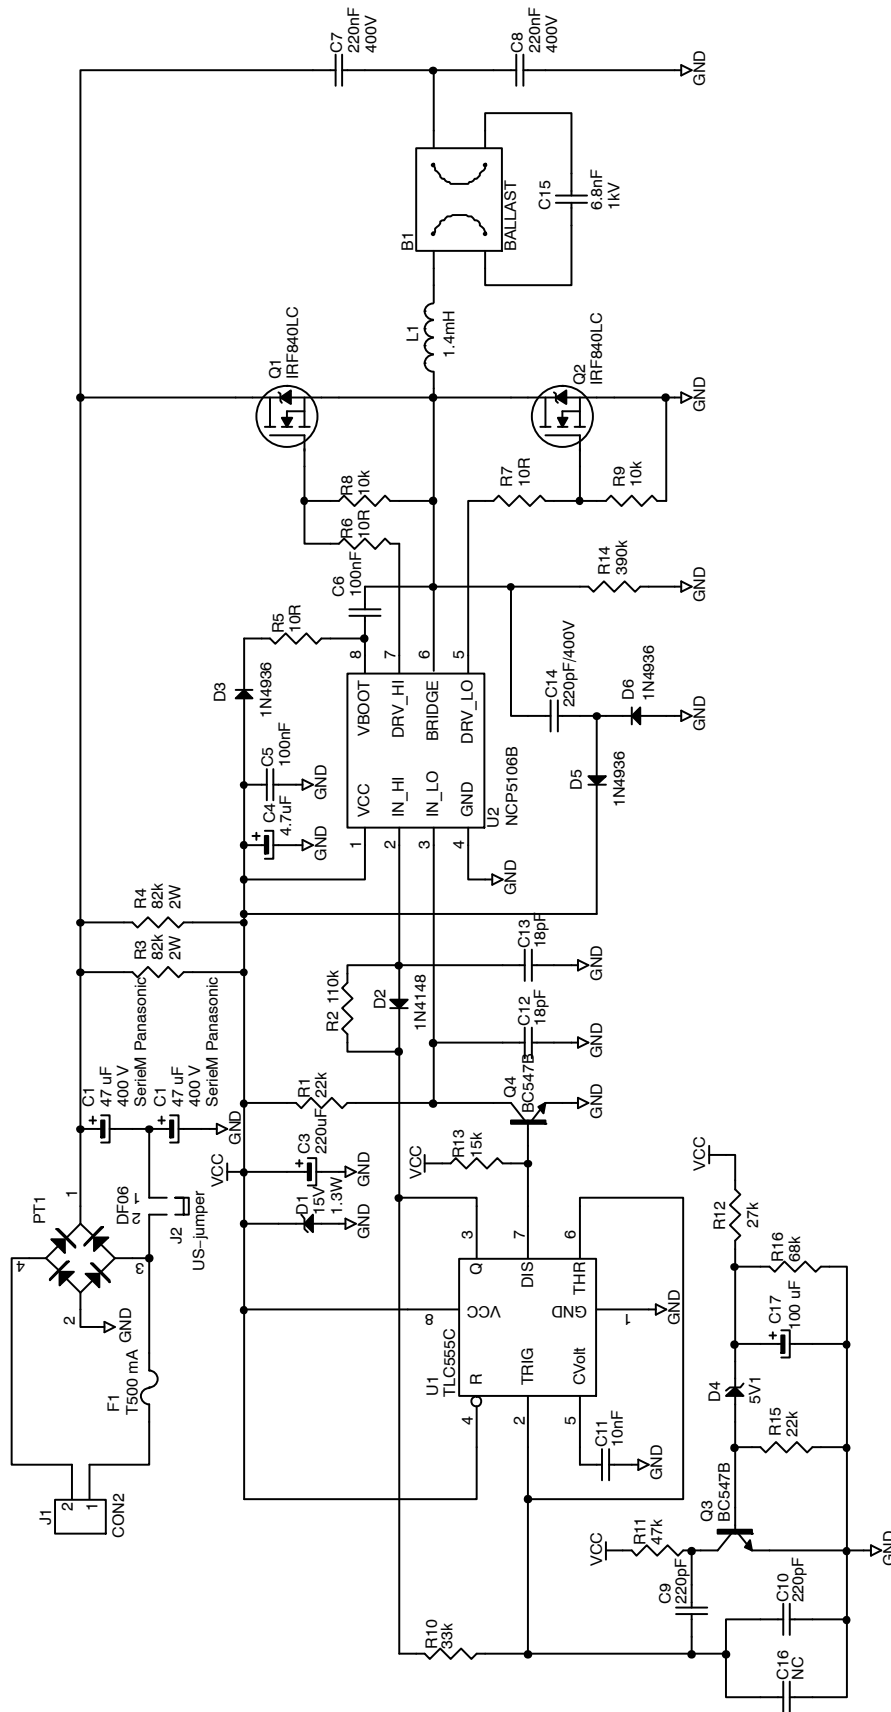 J1
2
1
CON2
F1
T500 mA
PT1
4
1
2
3
DF06
GND
2 1
J2
US-jumper
C1
47 uF
400 V
SerieM Panasonic
C1
47 uF
400 V
SerieM Panasonic
GND
R3
82k
2W
R4
82k
2W
C7
220nF
400V
C8
220nF
400V
GND
B1
BALLAST
C15
6.8nF
1kV
L1
1.4mH
Q1
IRF840LC
Q2
IRF840LC
GND
R8
10k
R6
10R
R7
10R
R9
10k
C6
100nF
R5
10R
D3
1N4936
C5
100nF
GND
C4
4.7uF
GND
VCC
IN_HI
IN_LO
GND
VBOOT
DRV_HI
BRIDGE
DRV_LO
1
2
3
4
8
7
6
5
U2
NCP5106B
GND
R14
390k
GND
C14
220pF/400V
D6
1N4936
GND
D5
1N4936
R2 110k
D2
1N4148
C13
18pF
GND
C12
18pF
GND
R1
22k
Q4
BC547B
GND
VCC
C3
220uF
GND
D1
15V
1.3W
GND
VCC
R13
15k
U1
TLC555C
R
VCC
Q
TRIG
DIS
CVolt
GND
THR
4
8
3
2
7
5
1
6
GND
C11
10nF
GND
R10
33k
VCC
R11
47k
C9
220pF
Q3
BC547B
C10
220pF
C16
NC
GND
R15
22k
D4
5V1
C17
100 uF
R16
68k
R12
27k
VCC